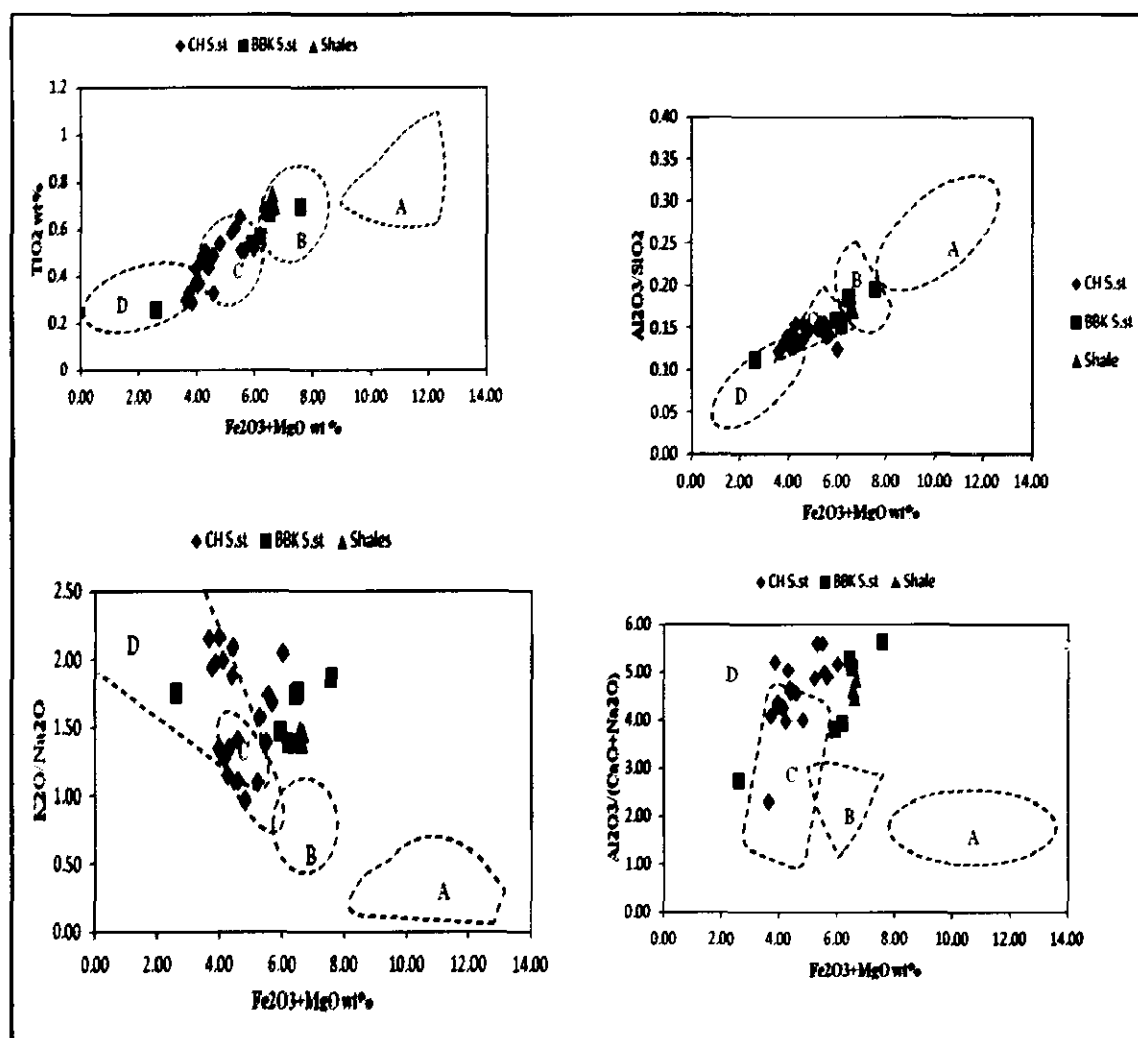 CH S.st BBK S.st Shales
TiO2 wt%
1.2
1
0.8
0.6
0.4
0.2
0
A
B
C
D
0.00 2.00 4.00 6.00 8.00 10.00 12.00 14.00
Fe2O3+MgO wt%
Al2O3/SiO2
0.40
0.35
0.30
0.25
0.20
0.15
0.10
0.05
0.00
A
B
C
D
0.00 2.00 4.00 6.00 8.00 10.00 12.00 14.00
Fe2O3+MgO wt%
CH S.st
BBK S.st
Shale
CH S.st BBK S.st Shales
K2O/Na2O
2.50
2.00
1.50
1.00
0.50
0.00
D
C
B
A
0.00 2.00 4.00 6.00 8.00 10.00 12.00 14.00
Fe2O3+MgO wt%
CH S.st BBK S.st Shale
Al2O3/(CaO+Na2O)
6.00
5.00
4.00
3.00
2.00
1.00
0.00
D
C
B
A
0.00 2.00 4.00 6.00 8.00 10.00 12.00 14.00
Fe2O3+MgO wt%